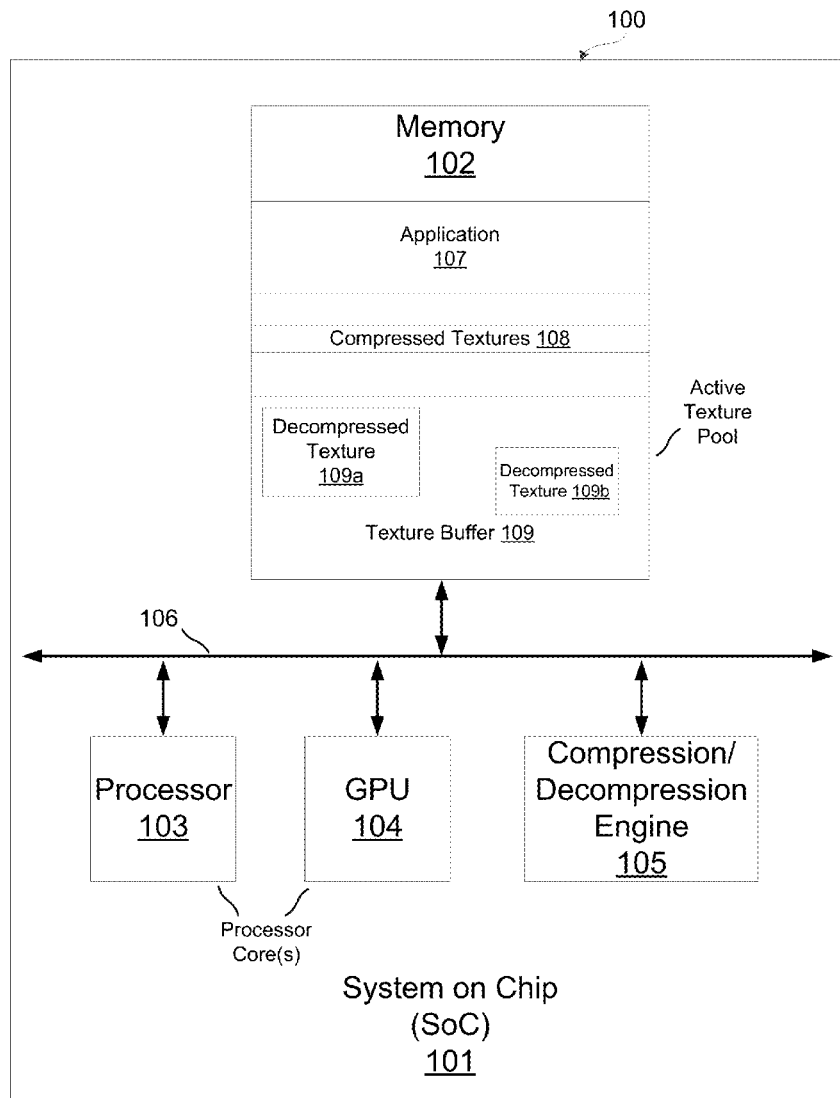 100
Memory
102
Application
107
Compressed Textures 108
Active
Texture
Pool
Decompressed
Texture
109a
Decompressed
Texture 109b
Texture Buffer 109
106
Processor
103
GPU
104
Compression/
Decompression
Engine
105
Processor
Core(s)
System on Chip
(SoC)
101